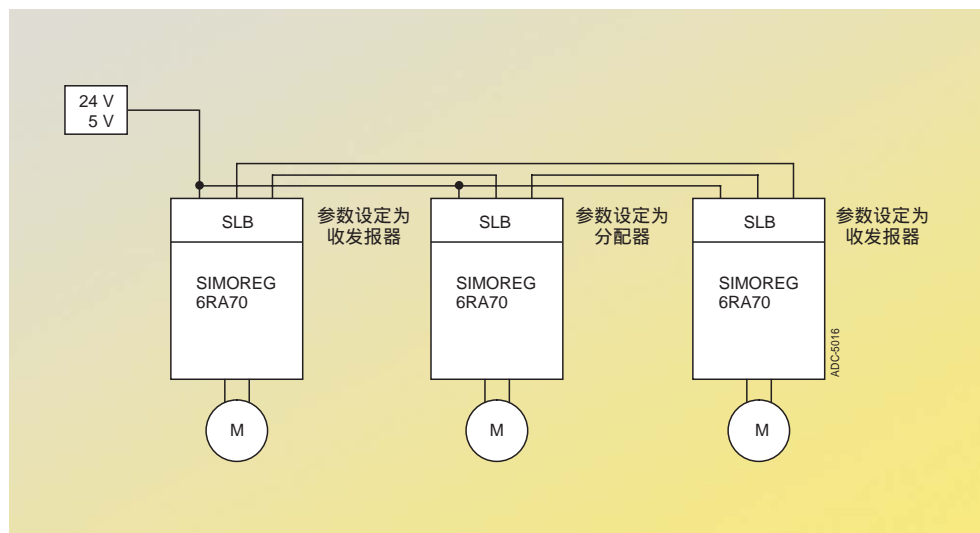 24 V
5 V
SLB
参数设定为
收发报器
SLB
参数设定为
分配器
SLB
参数设定为
收发报器
SIMOREG
6RA70
SIMOREG
6RA70
SIMOREG
6RA70
ADC-5016
M
M
M